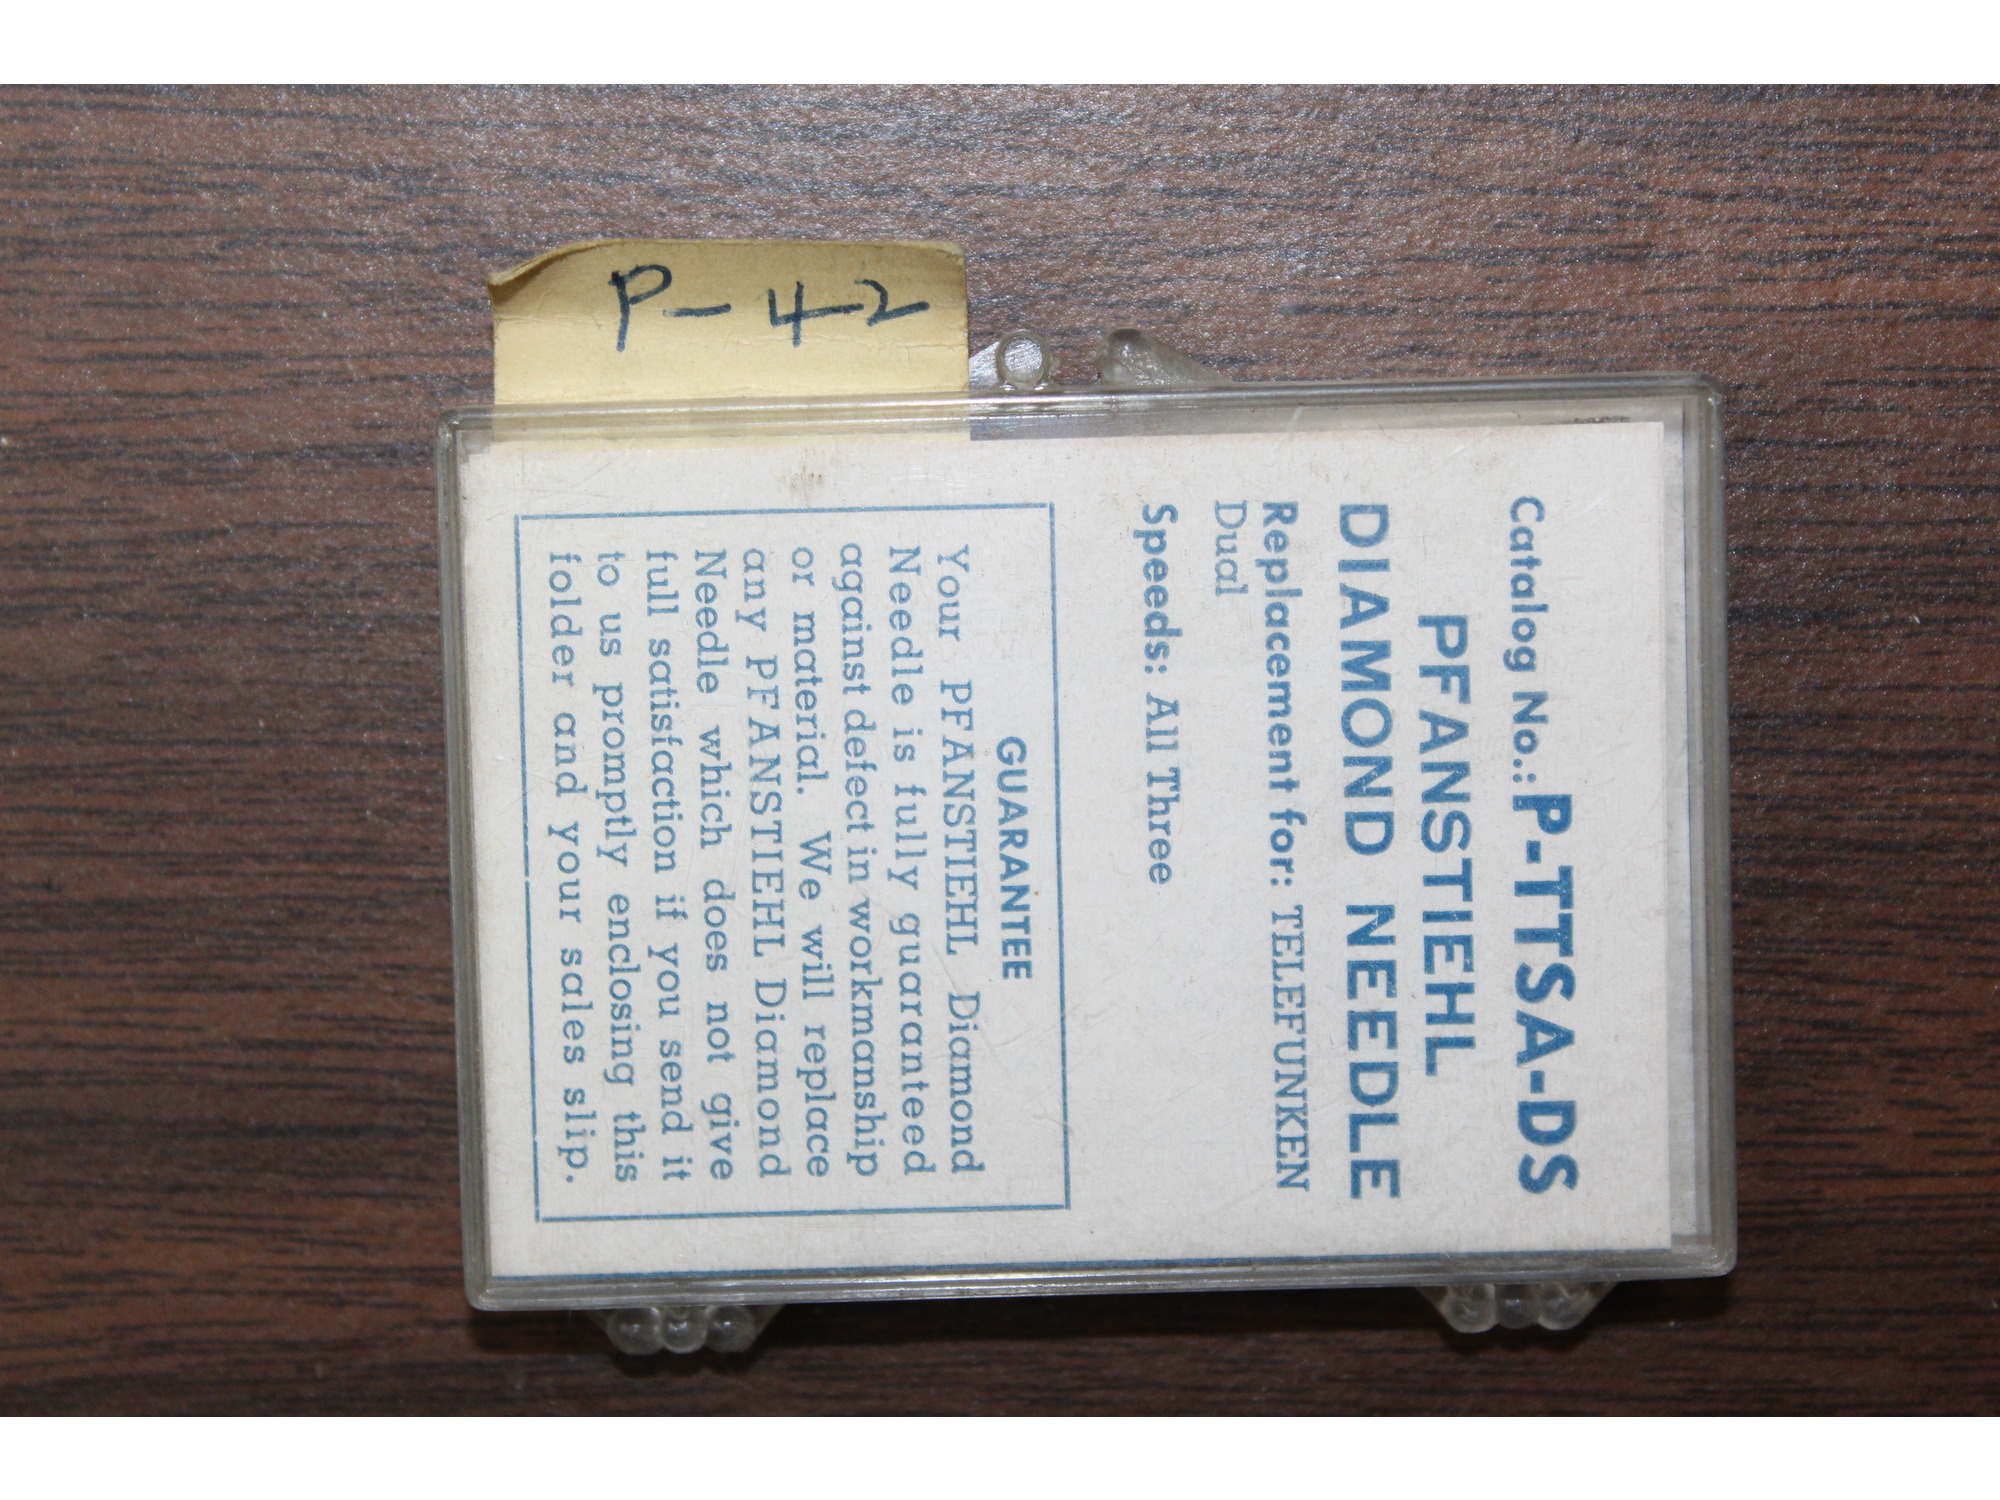 P-42
Catalog No.: P-TTSA-DS
PFANSTIEHL
DIAMOND NEEDLE
Replacement for: TELEFUNKEN
Dual
Speeds: All Three
GUARANTEE
Your PFANSTIEHL Diamond
Needle is fully guaranteed
against defect in workmanship
or material. We will replace
any PFANSTIEHL Diamond
Needle which does not give
full satisfaction if you send it
to us promptly enclosing this
folder and your sales slip.